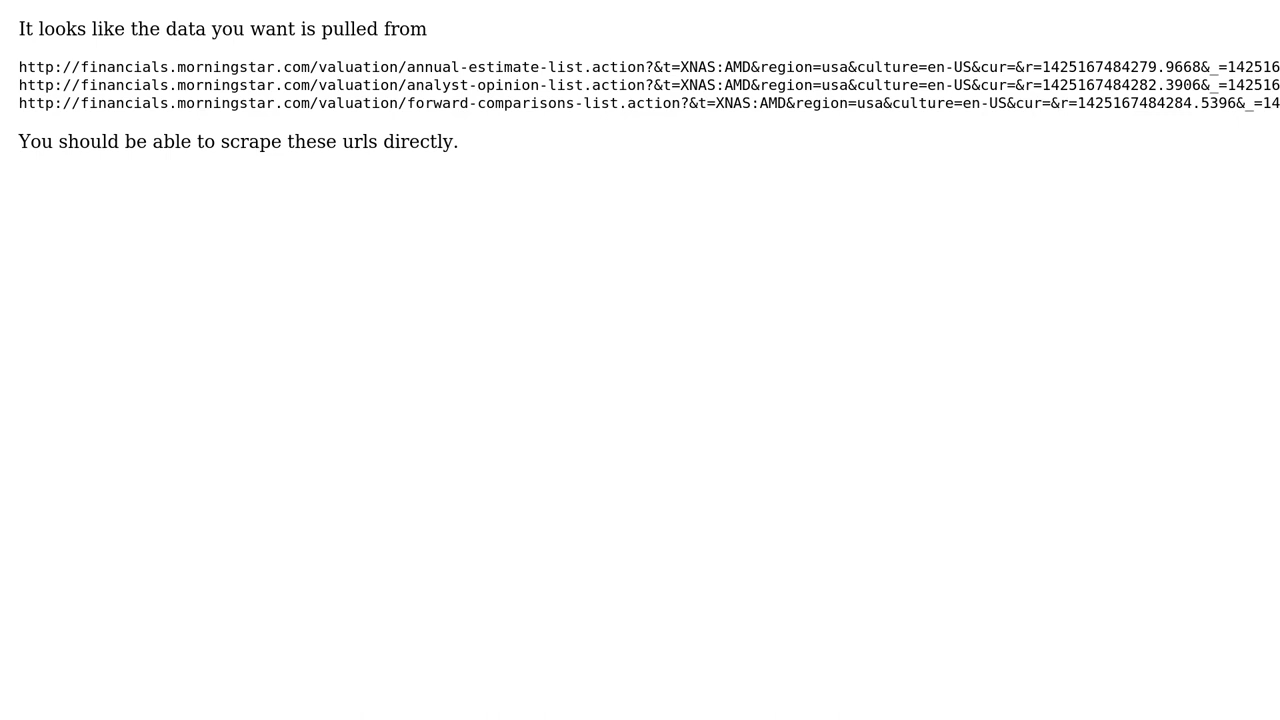 It looks like the data you want is pulled from
http://financials.morningstar.com/valuation/annual-estimate-list.action?&t=XNAS:AMD&region=usa&culture=en-US&cur=&r=1425167484279.9668&_=142516
http://financials.morningstar.com/valuation/analyst-opinion-list.action?&t=XNAS:AMD&region=usa&culture=en-US&cur=&r=1425167484282.3906&_=142516
http://financials.morningstar.com/valuation/forward-comparisons-list.action?&t=XNAS:AMD&region=usa&culture=en-US&cur=&r=1425167484284.5396&_=14
You should be able to scrape these urls directly.